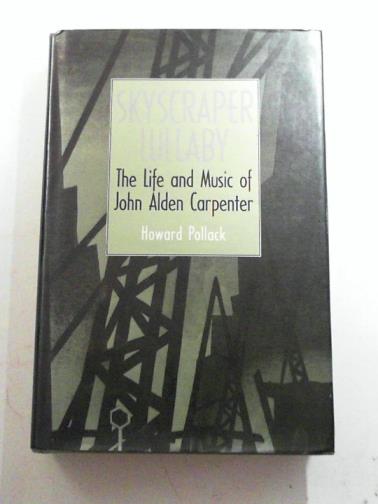 SKYSCRAPER
LULLABY
The Life and Music of
John Alden Carpenter
Howard Pollack